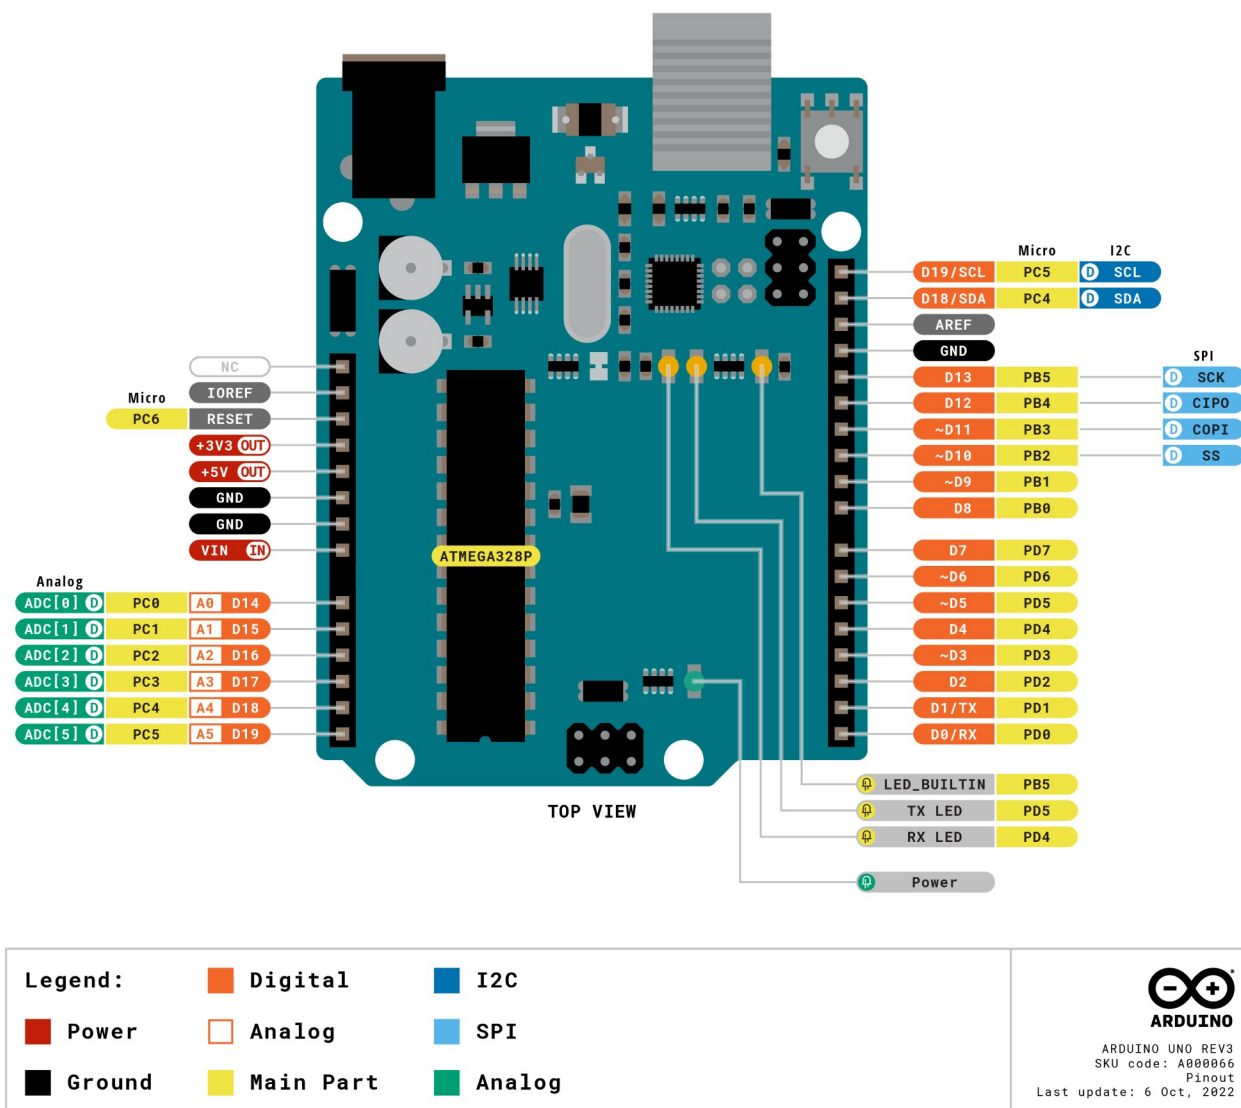 Micro I2C
D19/SCL PC5 D SCL
D18/SDA PC4 D SDA
AREF
GND
SPI
D13 PB5 D SCK
D12 PB4 D CIPO
~D11 PB3 D COPI
~D10 PB2 D SS
~D9 PB1
D8 PB0
D7 PD7
~D6 PD6
~D5 PD5
D4 PD4
~D3 PD3
D2 PD2
D1/TX PD1
D0/RX PD0
NC
IOREF
Micro
PC6 RESET
+3V3 OUT
+5V OUT
GND
GND
VIN IN
Analog
ADC[0] D PC0 A0 D14
ADC[1] D PC1 A1 D15
ADC[2] D PC2 A2 D16
ADC[3] D PC3 A3 D17
ADC[4] D PC4 A4 D18
ADC[5] D PC5 A5 D19
ATMEGA328P
LED_BUILTIN PB5
TX LED PD5
RX LED PD4
Power
TOP VIEW
Legend:
Power
Ground
Digital
Analog
Main Part
I2C
SPI
Analog
ARDUINO
ARDUINO UNO REV3
SKU code: A000066
Pinout
Last update: 6 Oct, 2022